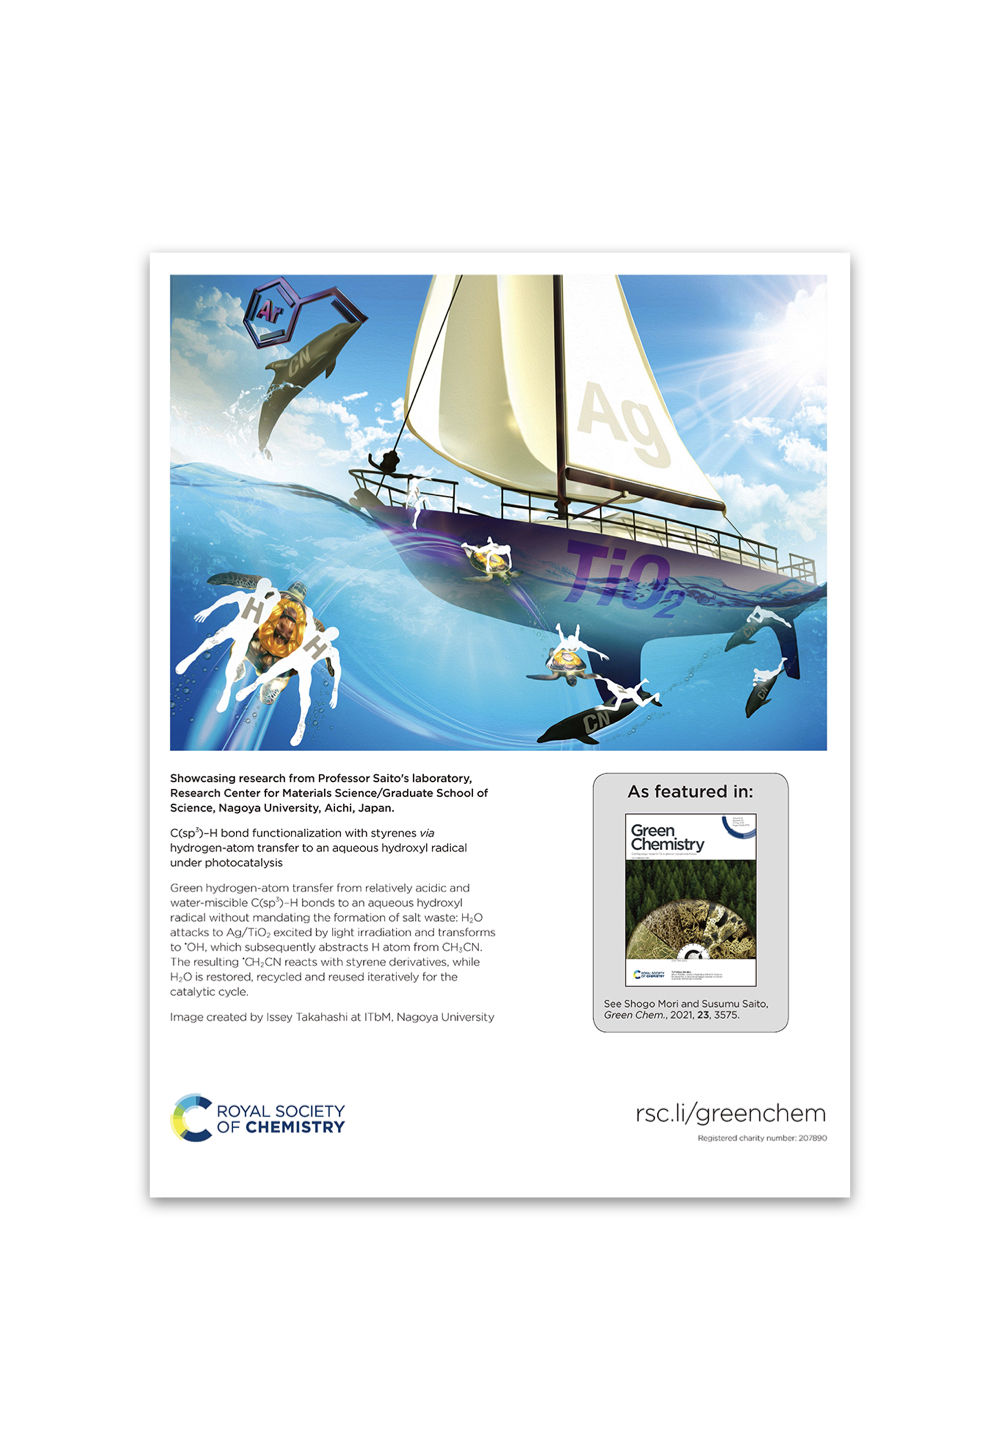 Ar
CN
Ag
TiO₂
H
H
CN
CN
CN
Showcasing research from Professor Saito's laboratory,
Research Center for Materials Science/Graduate School of
Science, Nagoya University, Aichi, Japan.
C(sp³)–H bond functionalization with styrenes via
hydrogen-atom transfer to an aqueous hydroxyl radical
under photocatalysis
Green hydrogen-atom transfer from relatively acidic and
water-miscible C(sp³)–H bonds to an aqueous hydroxyl
radical without mandating the formation of salt waste: H₂O
attacks to Ag/TiO₂ excited by light irradiation and transforms
to •OH, which subsequently abstracts H atom from CH₃CN.
The resulting •CH₂CN reacts with styrene derivatives, while
H₂O is restored, recycled and reused iteratively for the
catalytic cycle.
Image created by Issey Takahashi at ITbM, Nagoya University
As featured in:
Green
Chemistry
ROYAL SOCIETY
OF CHEMISTRY
See Shogo Mori and Susumu Saito,
Green Chem., 2021, 23, 3575.
ROYAL SOCIETY
OF CHEMISTRY
rsc.li/greenchem
Registered charity number: 207890